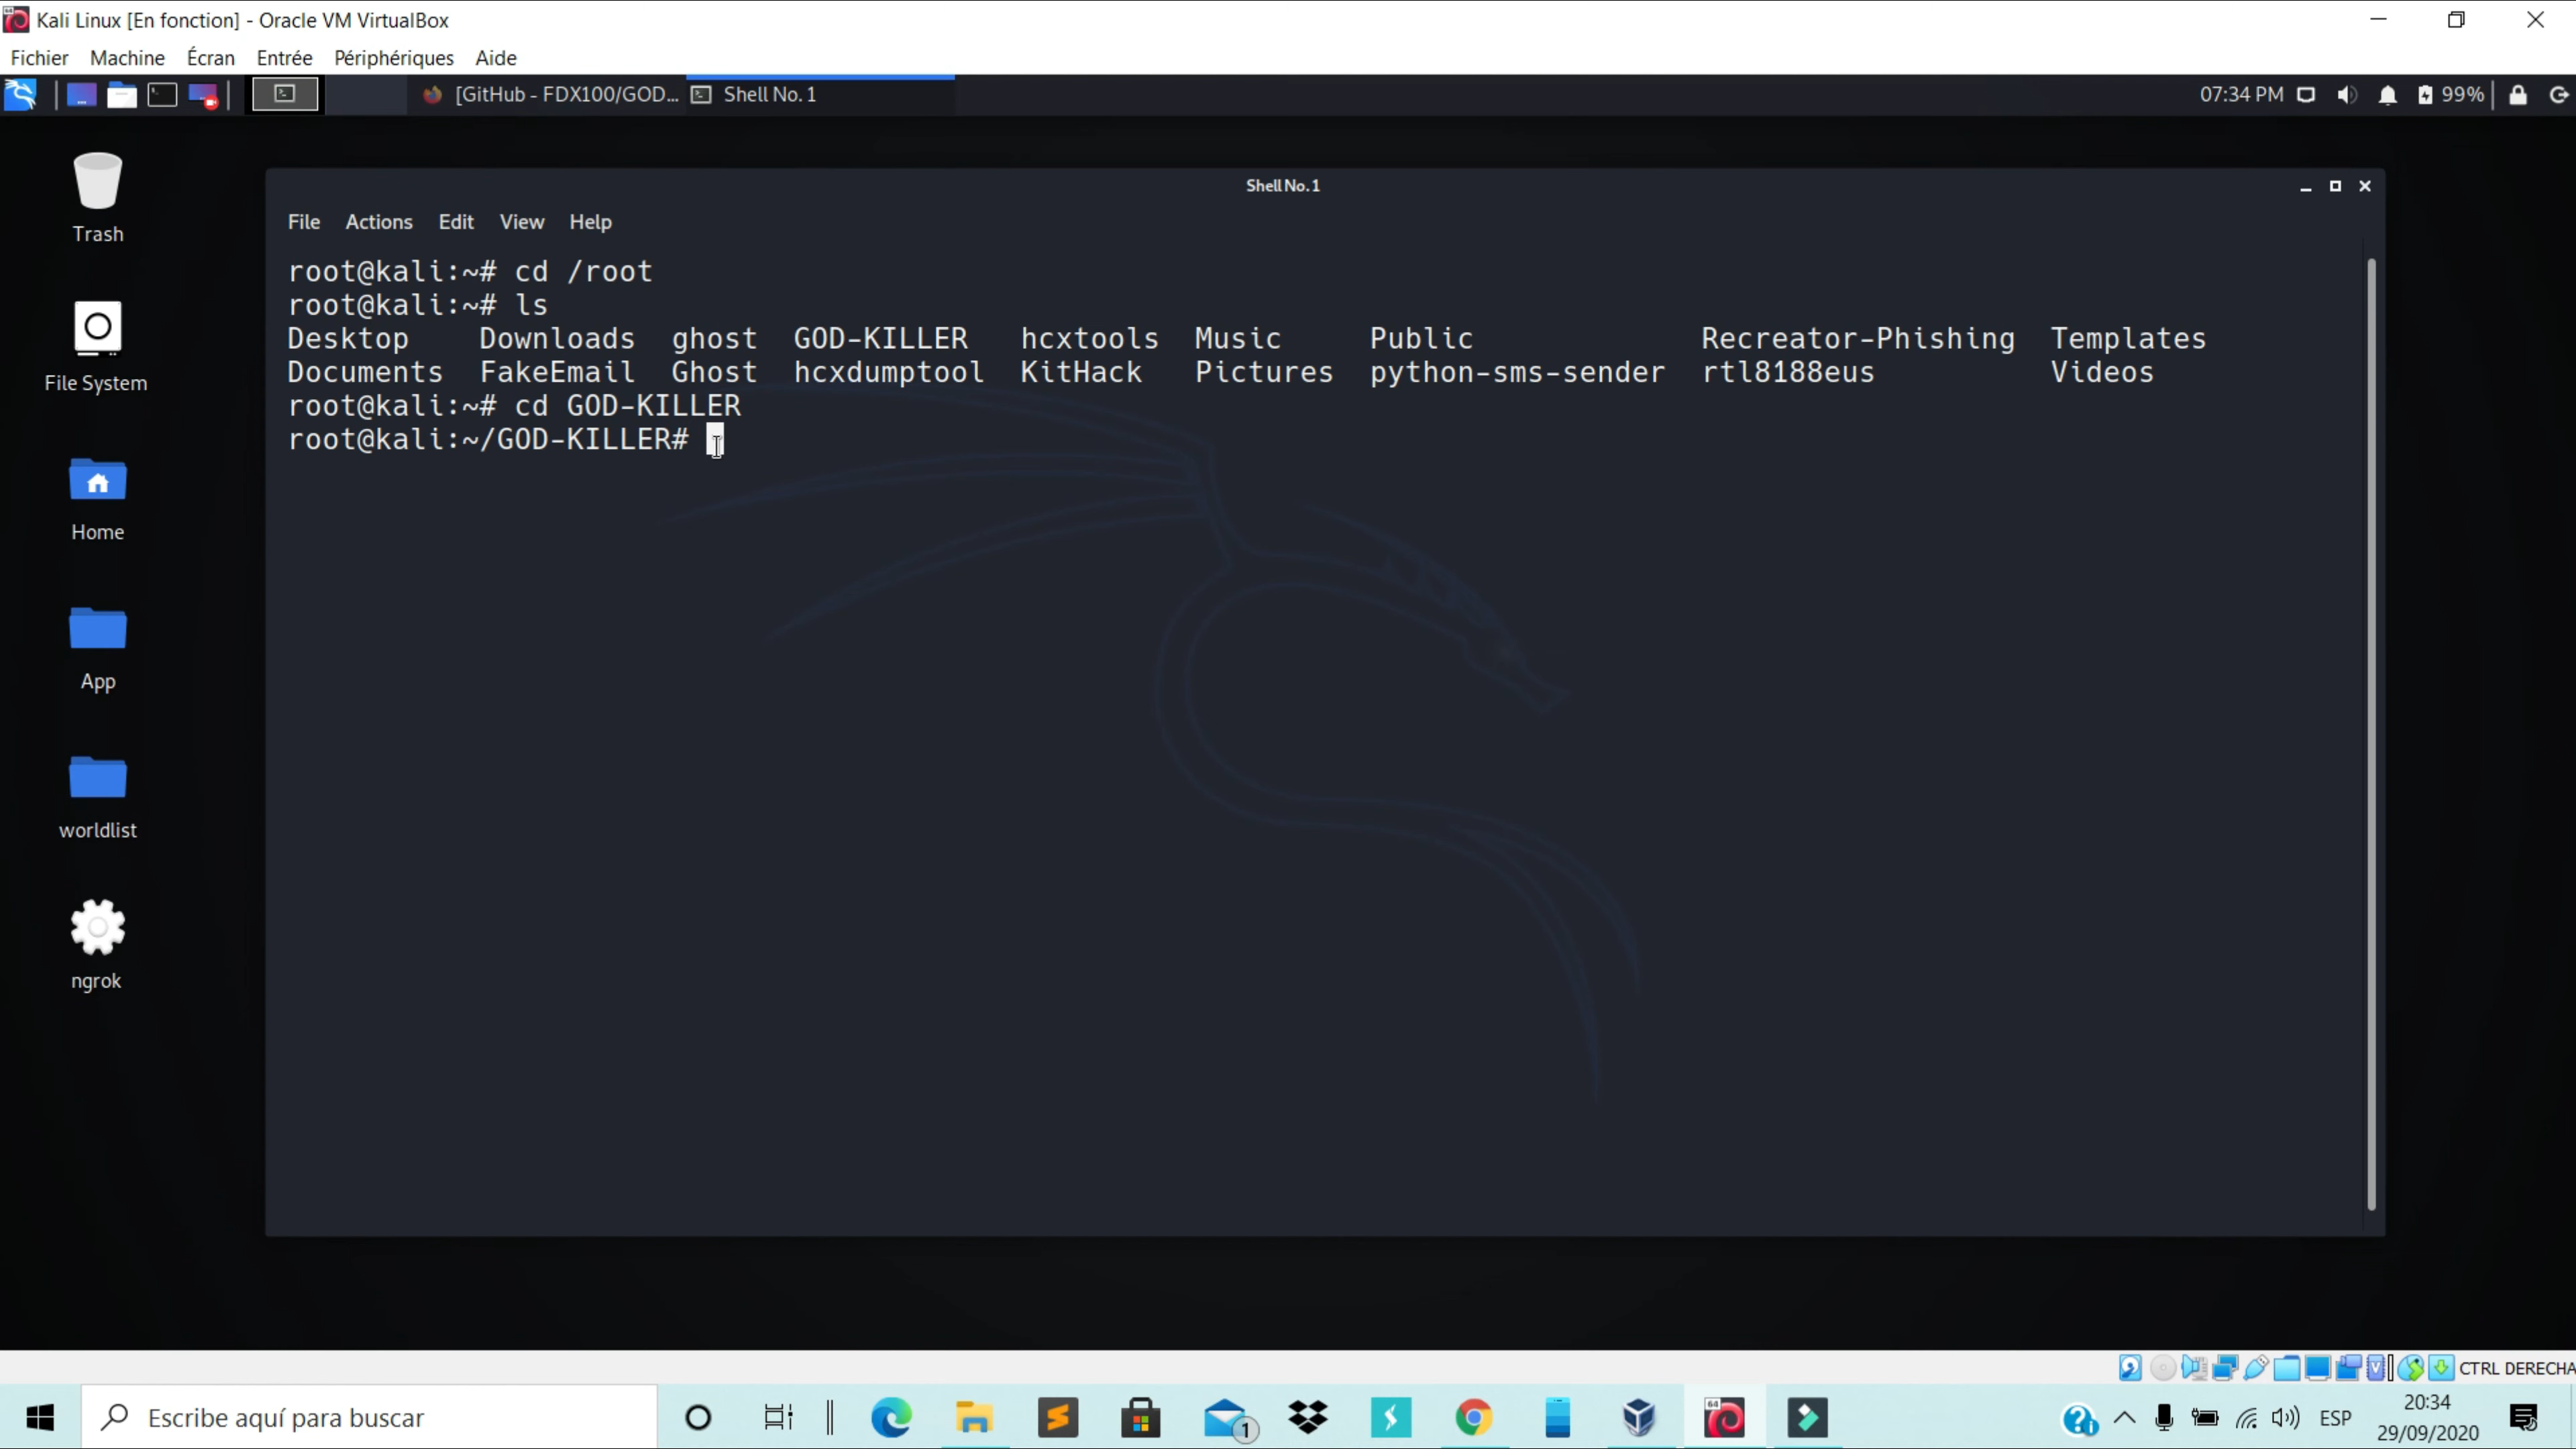 Kali Linux [En fonction] - Oracle VM VirtualBox
Fichier Machine Écran Entrée Périphériques Aide
[GitHub - FDX100/GOD... Shell No. 1 07:34 PM 99%
Trash
File System
Home
App
worldlist
ngrok
Shell No. 1
File Actions Edit View Help
root@kali:~# cd /root
root@kali:~# ls
Desktop Downloads ghost GOD-KILLER hcxtools Music Public Recreator-Phishing Templates
Documents FakeEmail Ghost hcxdumptool KitHack Pictures python-sms-sender rtl8188eus Videos
root@kali:~# cd GOD-KILLER
root@kali:~/GOD-KILLER#
CTRL DERECHA
Escribe aquí para buscar 1 64 ESP 20:34
29/09/2020